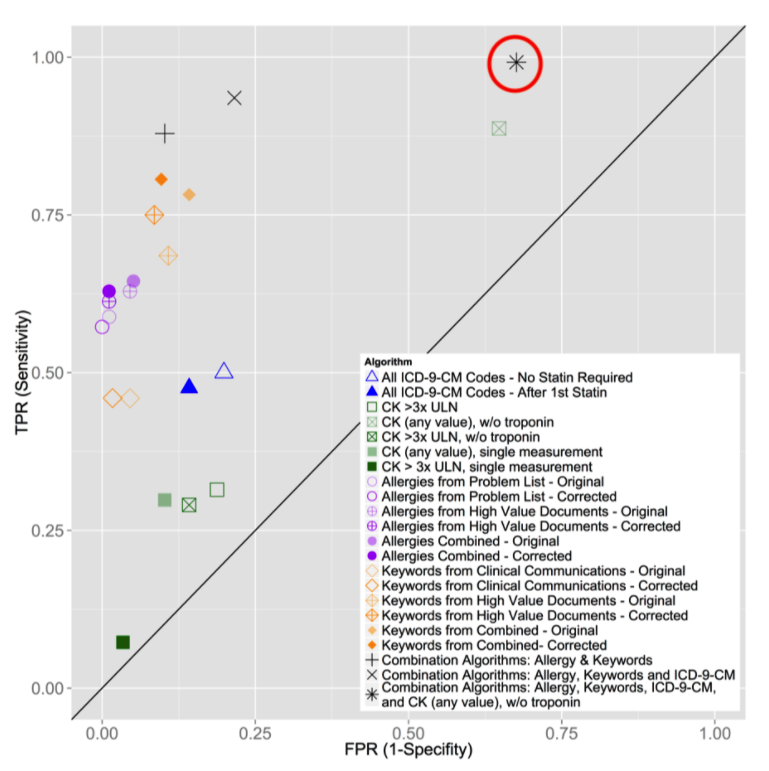 1.00
0.75
0.50
0.25
0.00
TPR (Sensitivity)
Algorithm
All ICD-9-CM Codes - No Statin Required
All ICD-9-CM Codes - After 1st Statin
CK >3x ULN
CK (any value), w/o troponin
CK >3x ULN, w/o troponin
CK (any value), single measurement
CK > 3x ULN, single measurement
Allergies from Problem List - Original
Allergies from Problem List - Corrected
Allergies from High Value Documents - Original
Allergies from High Value Documents - Corrected
Allergies Combined - Original
Allergies Combined - Corrected
Keywords from Clinical Communications - Original
Keywords from Clinical Communications - Corrected
Keywords from High Value Documents - Original
Keywords from High Value Documents - Corrected
Keywords from Combined - Original
Keywords from Combined- Corrected
Combination Algorithms: Allergy & Keywords
Combination Algorithms: Allergy, Keywords and ICD-9-CM
Combination Algorithms: Allergy, Keywords, ICD-9-CM,
and CK (any value), w/o troponin
0.00 0.25 0.50 0.75 1.00
FPR (1-Specifity)